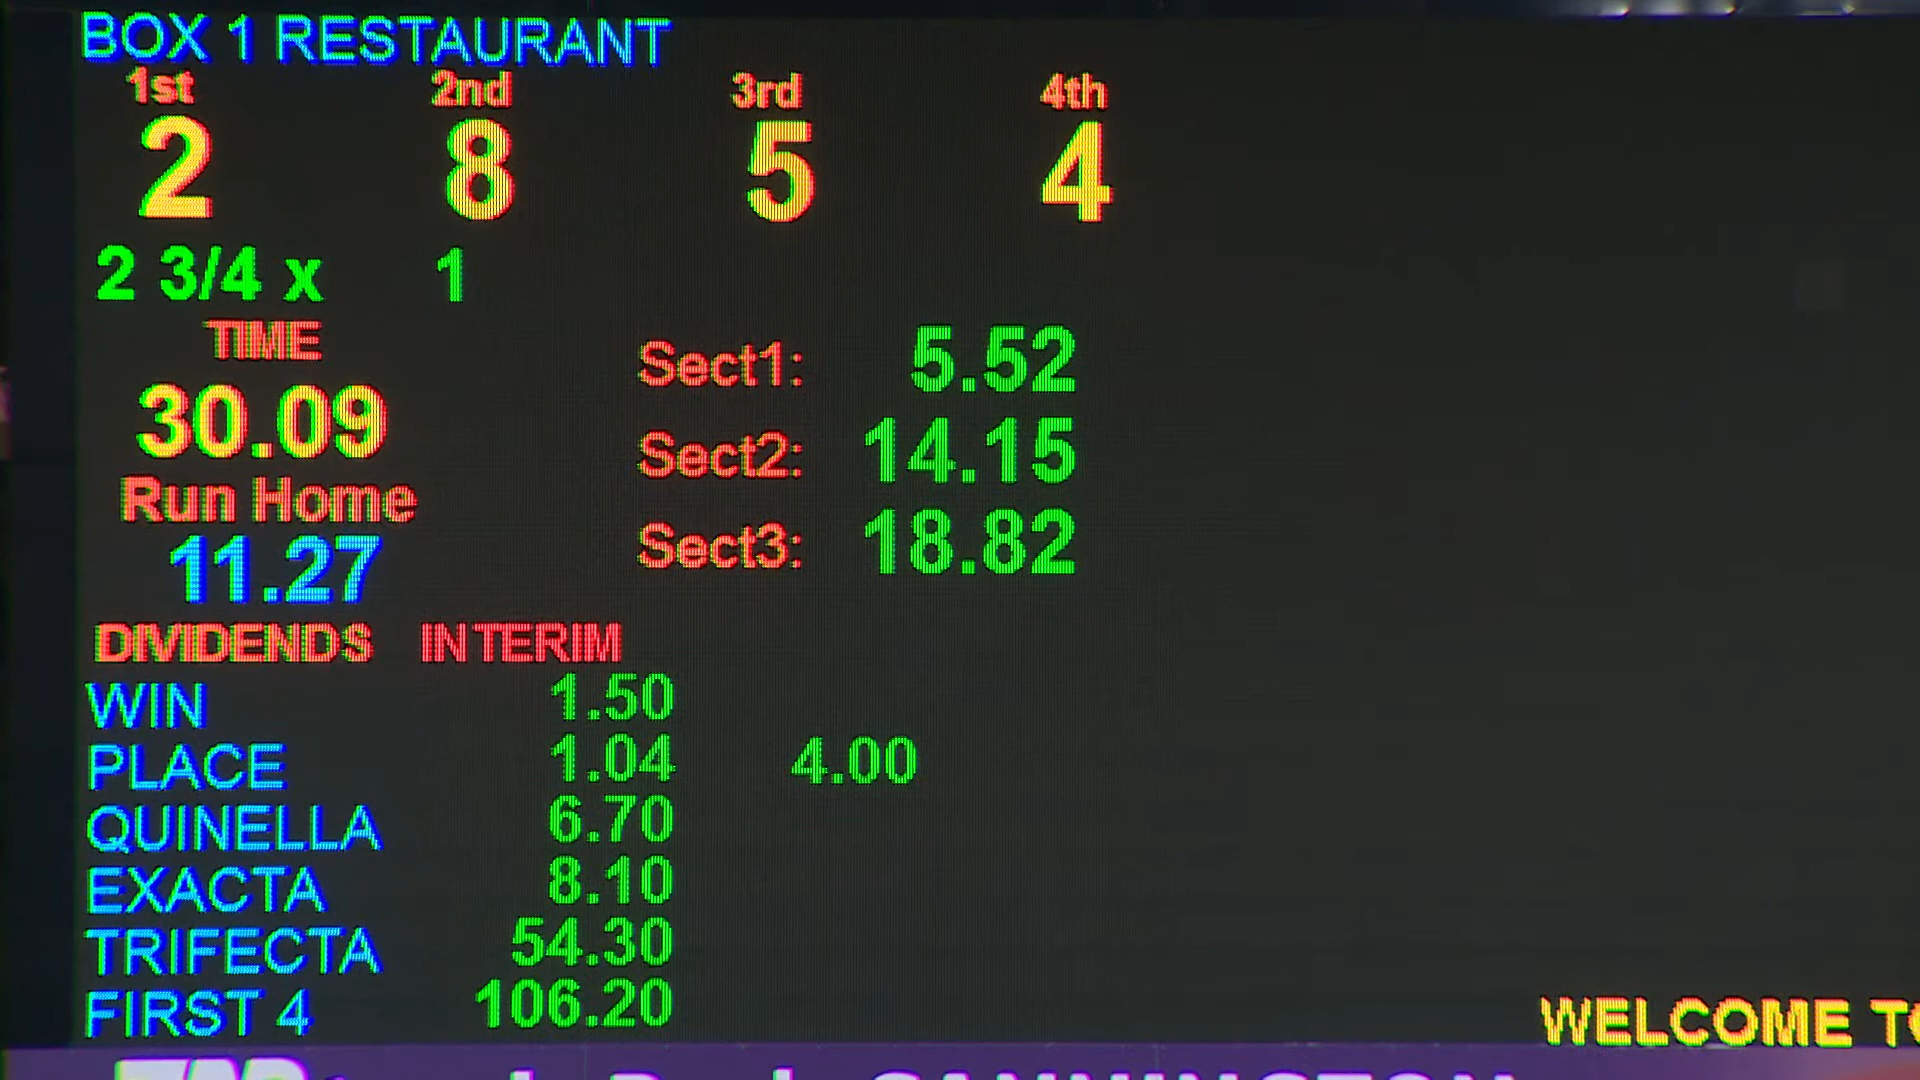 BOX 1 RESTAURANT
1st 2nd 3rd 4th
2 8 5 4
2 3/4 x 1
TIME
30.09
Run Home
11.27
Sect1: 5.52
Sect2: 14.15
Sect3: 18.82
DIVIDENDS INTERIM
WIN 1.50
PLACE 1.04 4.00
QUINELLA 6.70
EXACTA 8.10
TRIFECTA 54.30
FIRST 4 106.20
WELCOME TO
CANNINGTON